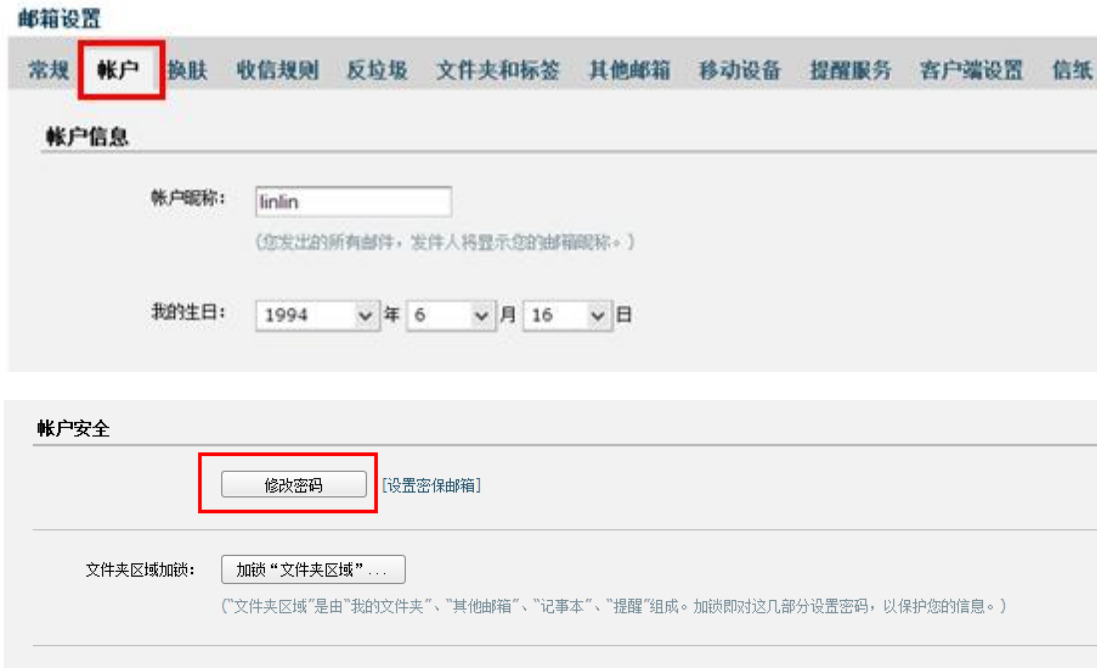 邮箱设置
常规 帐户 换肤 收信规则 反垃圾 文件夹和标签 其他邮箱 移动设备 提醒服务 客户端设置 信纸
帐户信息
帐户昵称: linlin
(您发出的所有邮件，发件人将显示您的邮箱昵称。)
我的生日: 1994 年 6 月 16 日
帐户安全
修改密码 [设置密保邮箱]
文件夹区域加锁: 加锁“文件夹区域”...
(“文件夹区域”是由“我的文件夹”、“其他邮箱”、“记事本”、“提醒”组成。加锁即对这几部分设置密码，以保护您的信息。)